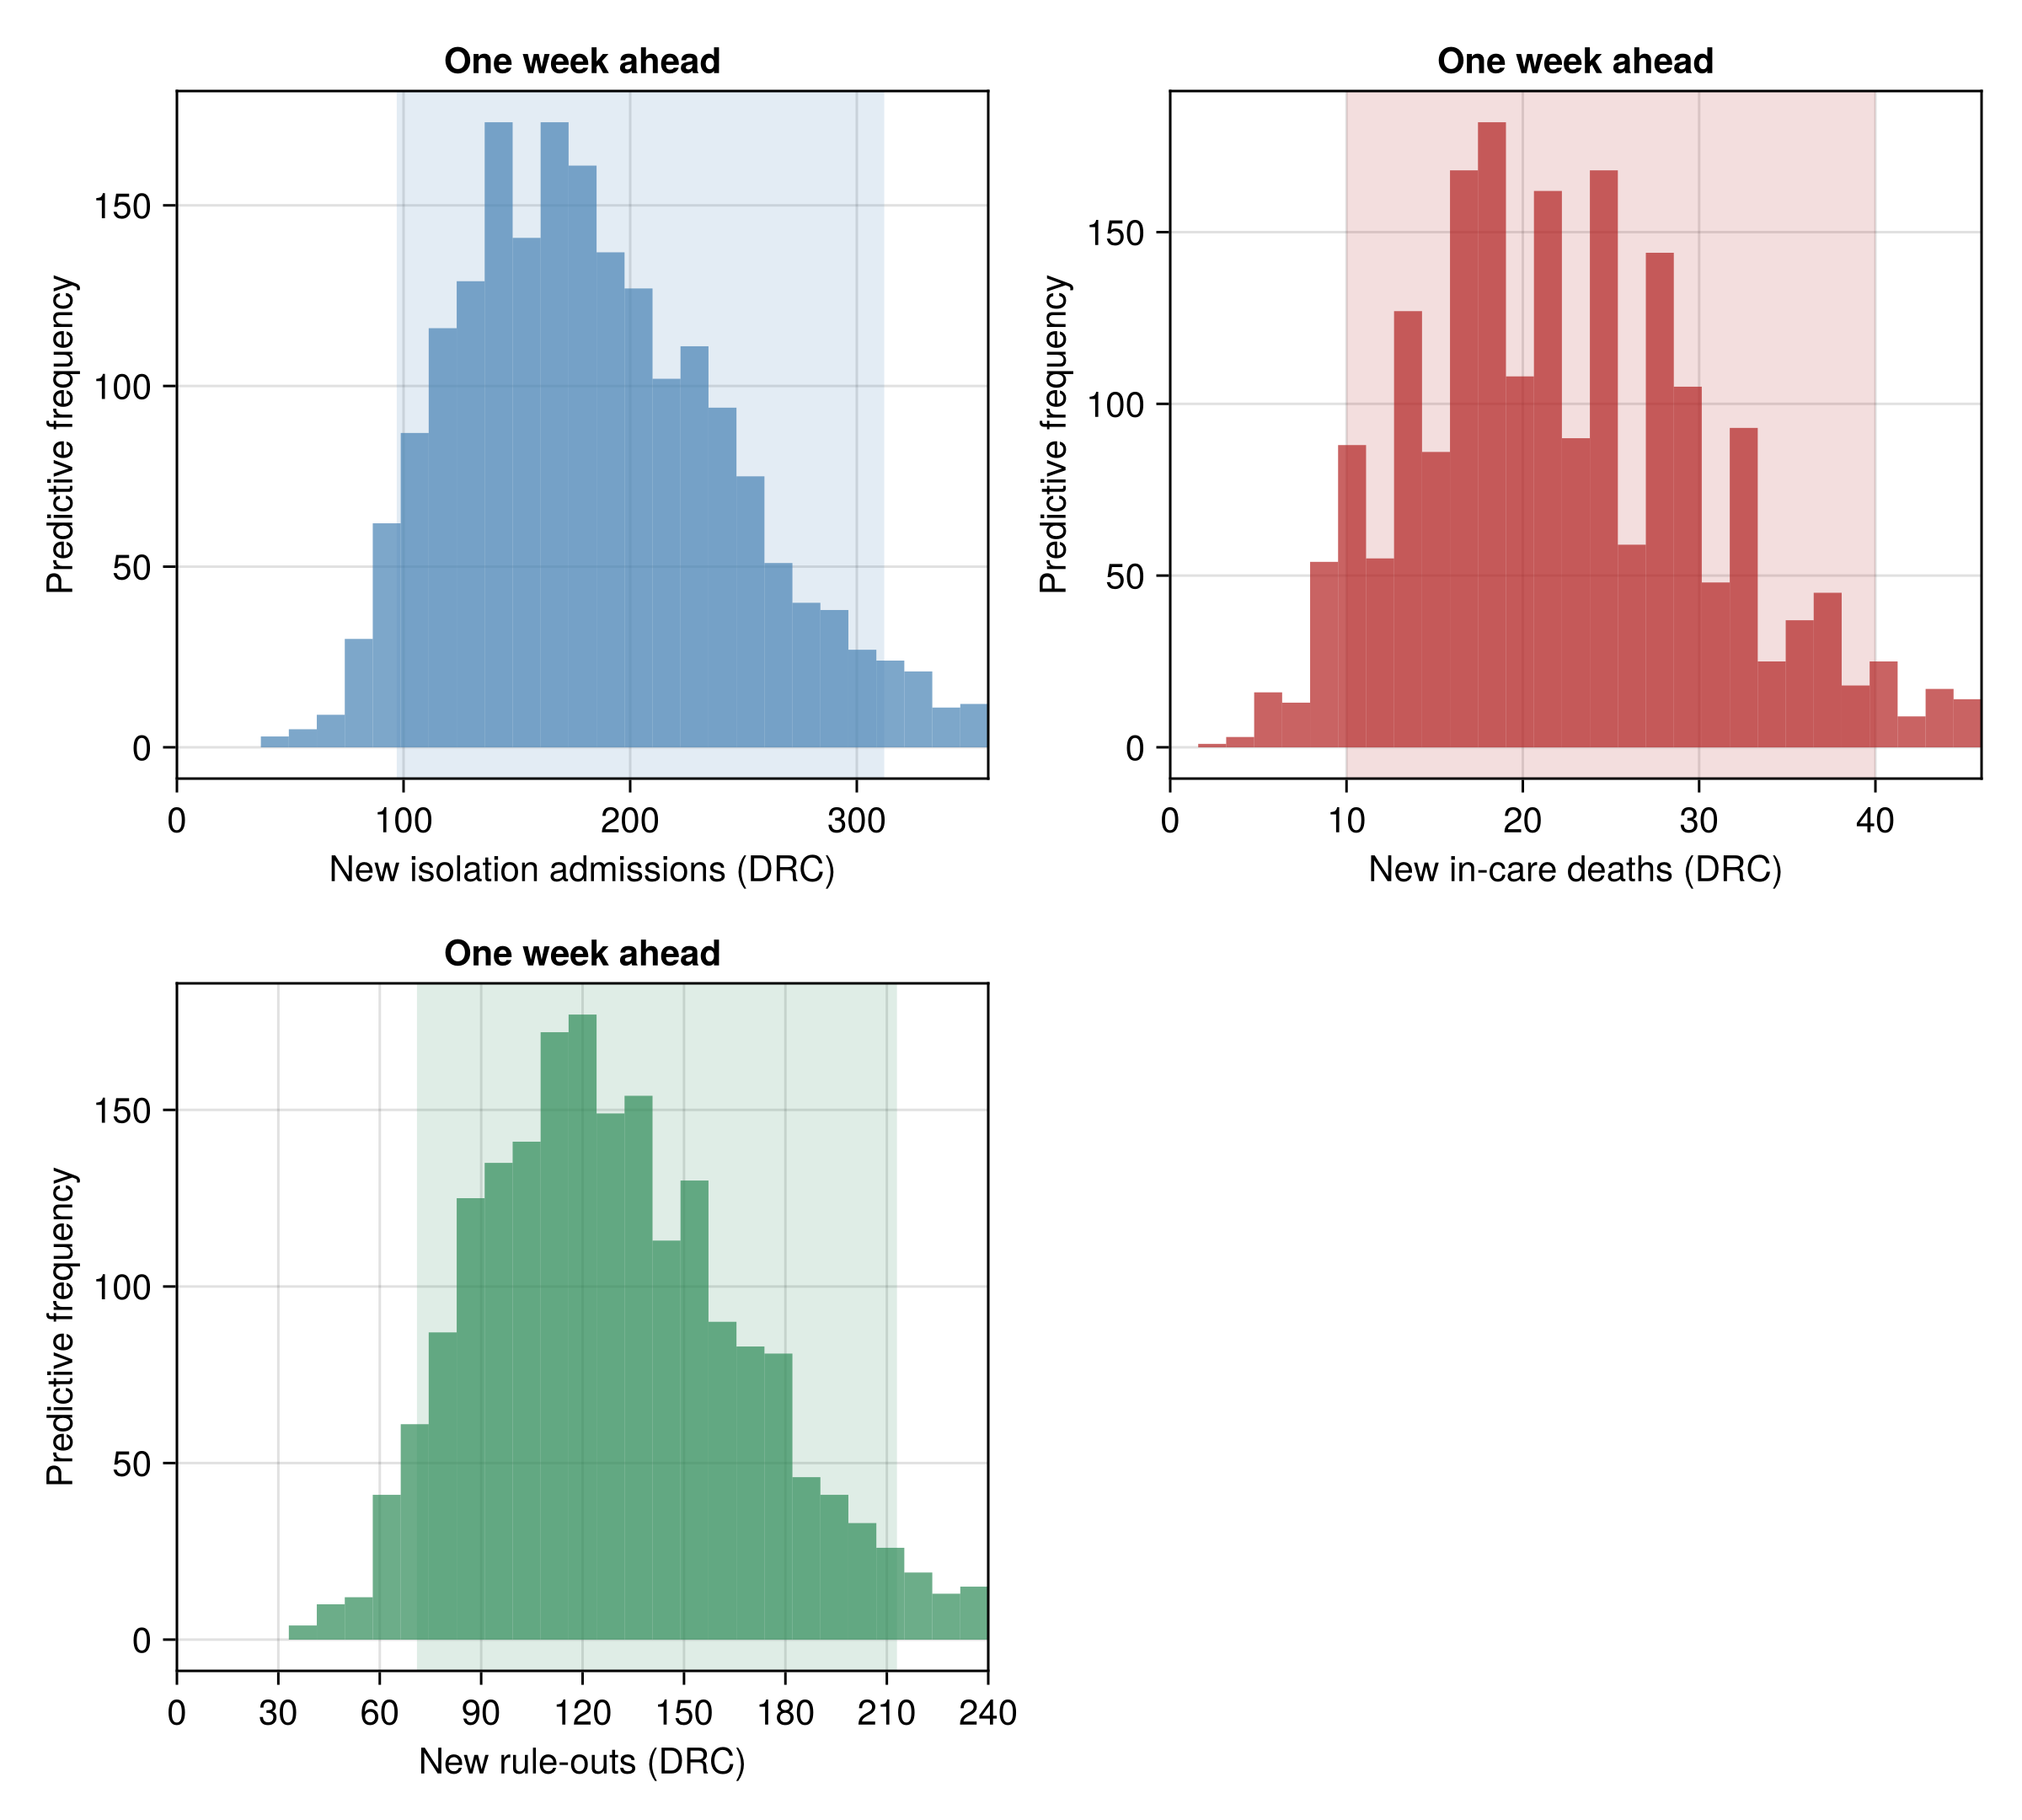 One week ahead
Predictive frequency
150
100
50
0
0 100 200 300
New isolation admissions (DRC)
One week ahead
Predictive frequency
150
100
50
0
0 10 20 30 40
New in-care deaths (DRC)
One week ahead
Predictive frequency
150
100
50
0
0 30 60 90 120 150 180 210 240
New rule-outs (DRC)